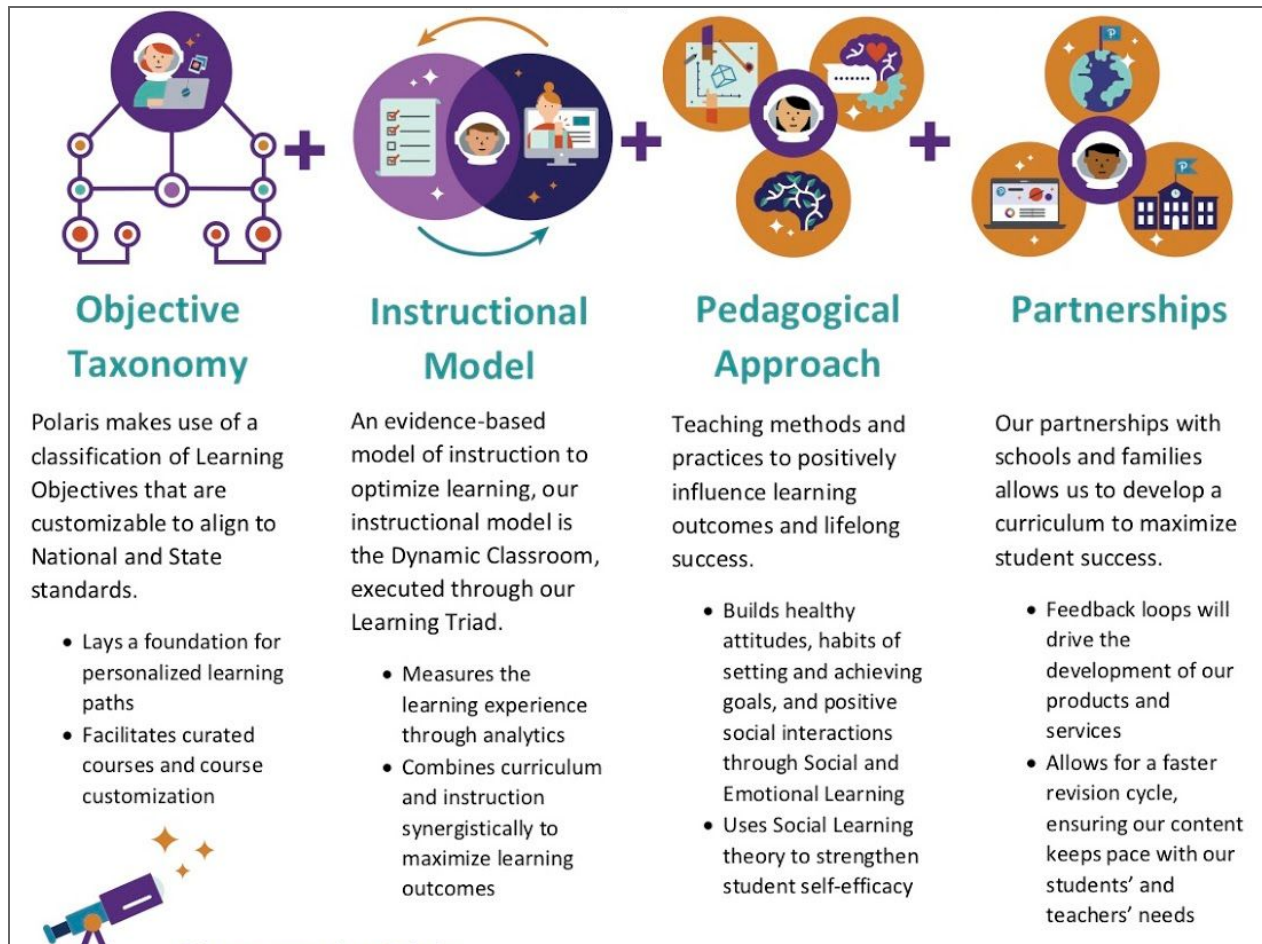 Objective
Taxonomy
Polaris makes use of a
classification of Learning
Objectives that are
customizable to align to
National and State
standards.
• Lays a foundation for
personalized learning
paths
• Facilitates curated
courses and course
customization
Instructional
Model
An evidence-based
model of instruction to
optimize learning, our
instructional model is
the Dynamic Classroom,
executed through our
Learning Triad.
• Measures the
learning experience
through analytics
• Combines curriculum
and instruction
synergistically to
maximize learning
outcomes
Pedagogical
Approach
Teaching methods and
practices to positively
influence learning
outcomes and lifelong
success.
• Builds healthy
attitudes, habits of
setting and achieving
goals, and positive
social interactions
through Social and
Emotional Learning
• Uses Social Learning
theory to strengthen
student self-efficacy
Partnerships
Our partnerships with
schools and families
allows us to develop a
curriculum to maximize
student success.
• Feedback loops will
drive the
development of our
products and
services
• Allows for a faster
revision cycle,
ensuring our content
keeps pace with our
students’ and
teachers’ needs